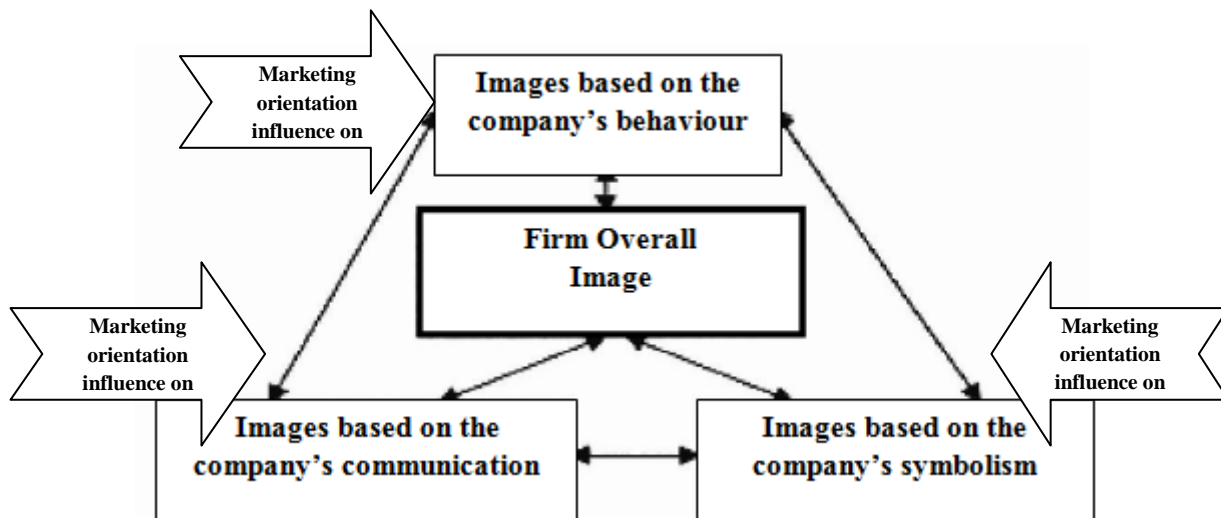 Marketing
orientation
influence on
Images based on the
company's behaviour
Firm Overall
Image
Marketing
orientation
influence on
Marketing
orientation
influence on
Images based on the
company's communication
Images based on the
company's symbolism